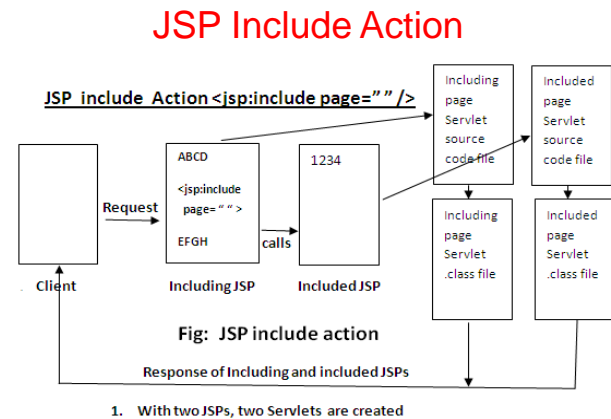 JSP Include Action
JSP include Action <jsp:include page=" " />
Including
page
Servlet
source
code file
Included
page
Servlet
source
code file
ABCD
<jsp:include
page= " " >
EFGH
1234
Request
calls
Including
page
Servlet
.class file
Included
page
Servlet
.class file
Client
Including JSP
Included JSP
Fig: JSP include action
Response of Including and included JSPs
1. With two JSPs, two Servlets are created